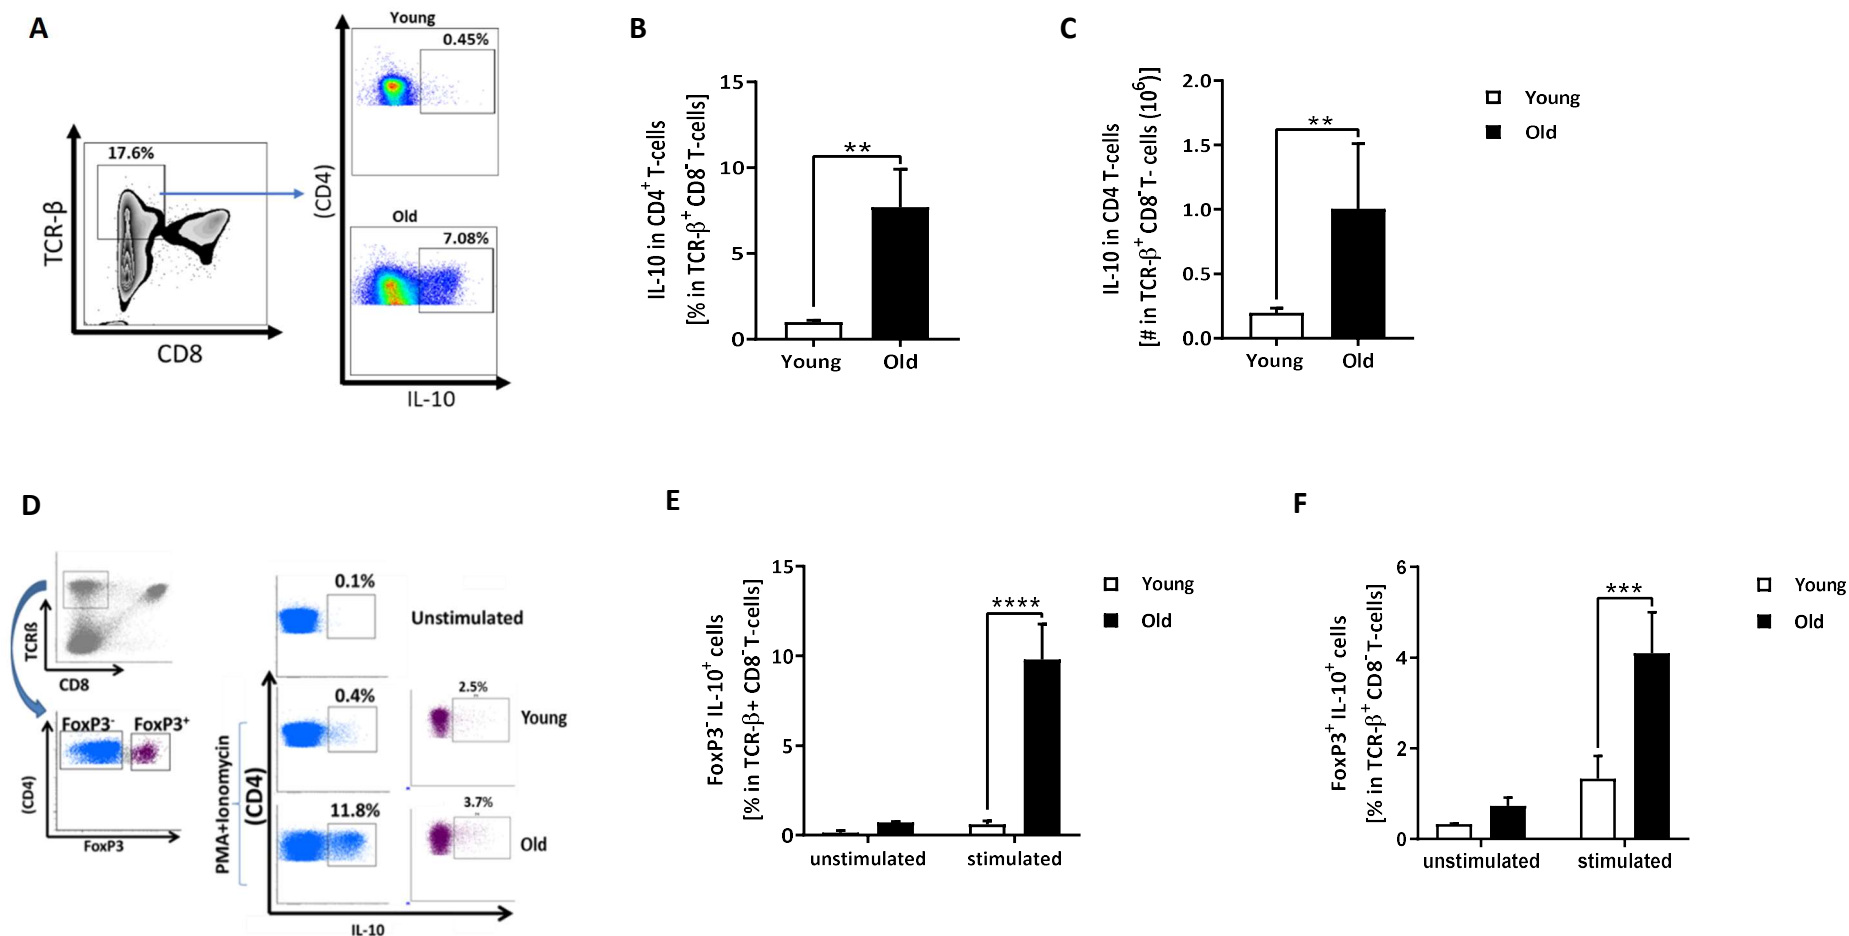 A
17.6%
TCR-β
CD8
Young
0.45%
(CD4)
Old
7.08%
IL-10
B
IL-10 in CD4⁺ T-cells
[% in TCR-β⁺ CD8⁻ T-cells]
15
10
5
0
**
Young
Old
C
IL-10 in CD4 T-cells
[# in TCR-β⁺ CD8⁻ T- cells (10⁶)]
2.0
1.5
1.0
0.5
0.0
**
Young
Old
Young
Old
D
TCRß
CD8
FoxP3⁻ FoxP3⁺
(CD4)
FoxP3
0.1%
Unstimulated
0.4%
2.5%
Young
PMA+Ionomycin
(CD4)
11.8%
3.7%
Old
IL-10
E
FoxP3⁻ IL-10⁺ cells
[% in TCR-β+ CD8⁻ T-cells]
15
10
5
0
****
unstimulated
stimulated
Young
Old
F
FoxP3⁺ IL-10⁺ cells
[% in TCR-β⁺ CD8⁻ T-cells]
6
4
2
0
***
unstimulated
stimulated
Young
Old